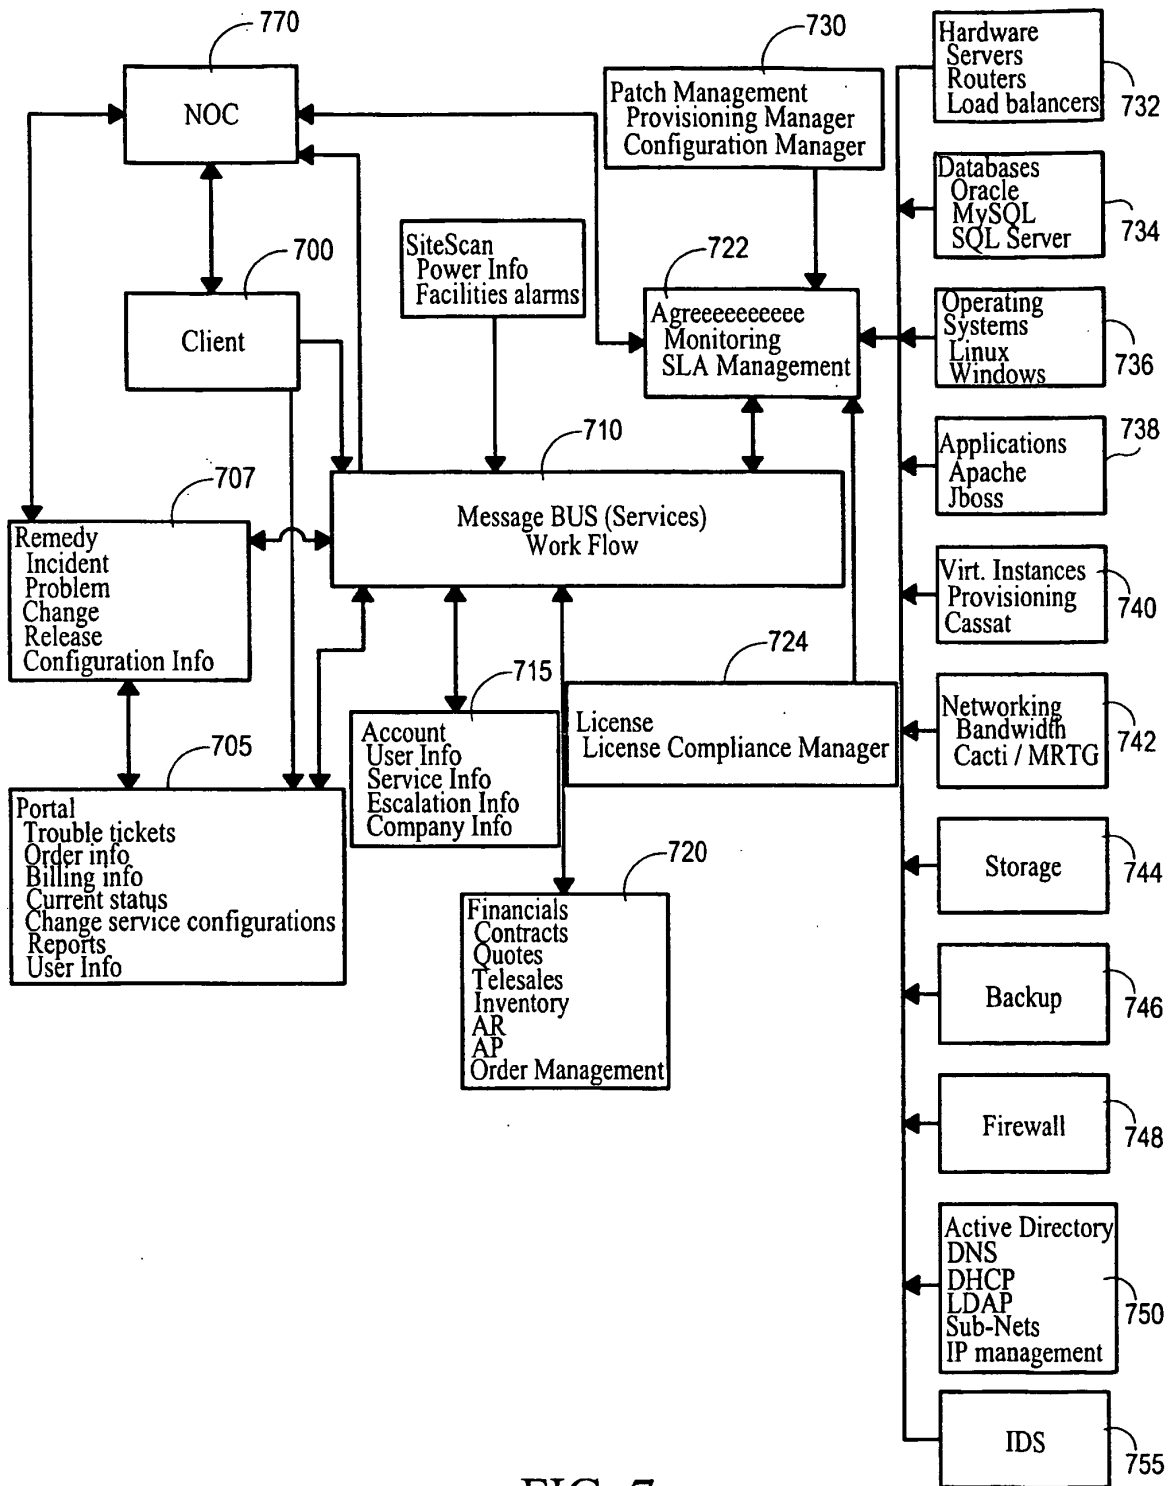 770
NOC
730
Patch Management
Provisioning Manager
Configuration Manager
Hardware
Servers
Routers
Load balancers
732
Databases
Oracle
MySQL
SQL Server
734
700
Client
SiteScan
Power Info
Facilities alarms
722
Agreeeeeeeeeee
Monitoring
SLA Management
Operating
Systems
Linux
Windows
736
710
Message BUS (Services)
Work Flow
738
Applications
Apache
Jboss
707
Remedy
Incident
Problem
Change
Release
Configuration Info
Virt. Instances
Provisioning
Cassat
740
715
Account
User Info
Service Info
Escalation Info
Company Info
724
License
License Compliance Manager
Networking
Bandwidth
Cacti / MRTG
742
705
Portal
Trouble tickets
Order info
Billing info
Current status
Change service configurations
Reports
User Info
720
Financials
Contracts
Quotes
Telesales
Inventory
AR
AP
Order Management
Storage
744
Backup
746
Firewall
748
Active Directory
DNS
DHCP
LDAP
Sub-Nets
IP management
750
IDS
755
FIG. 7